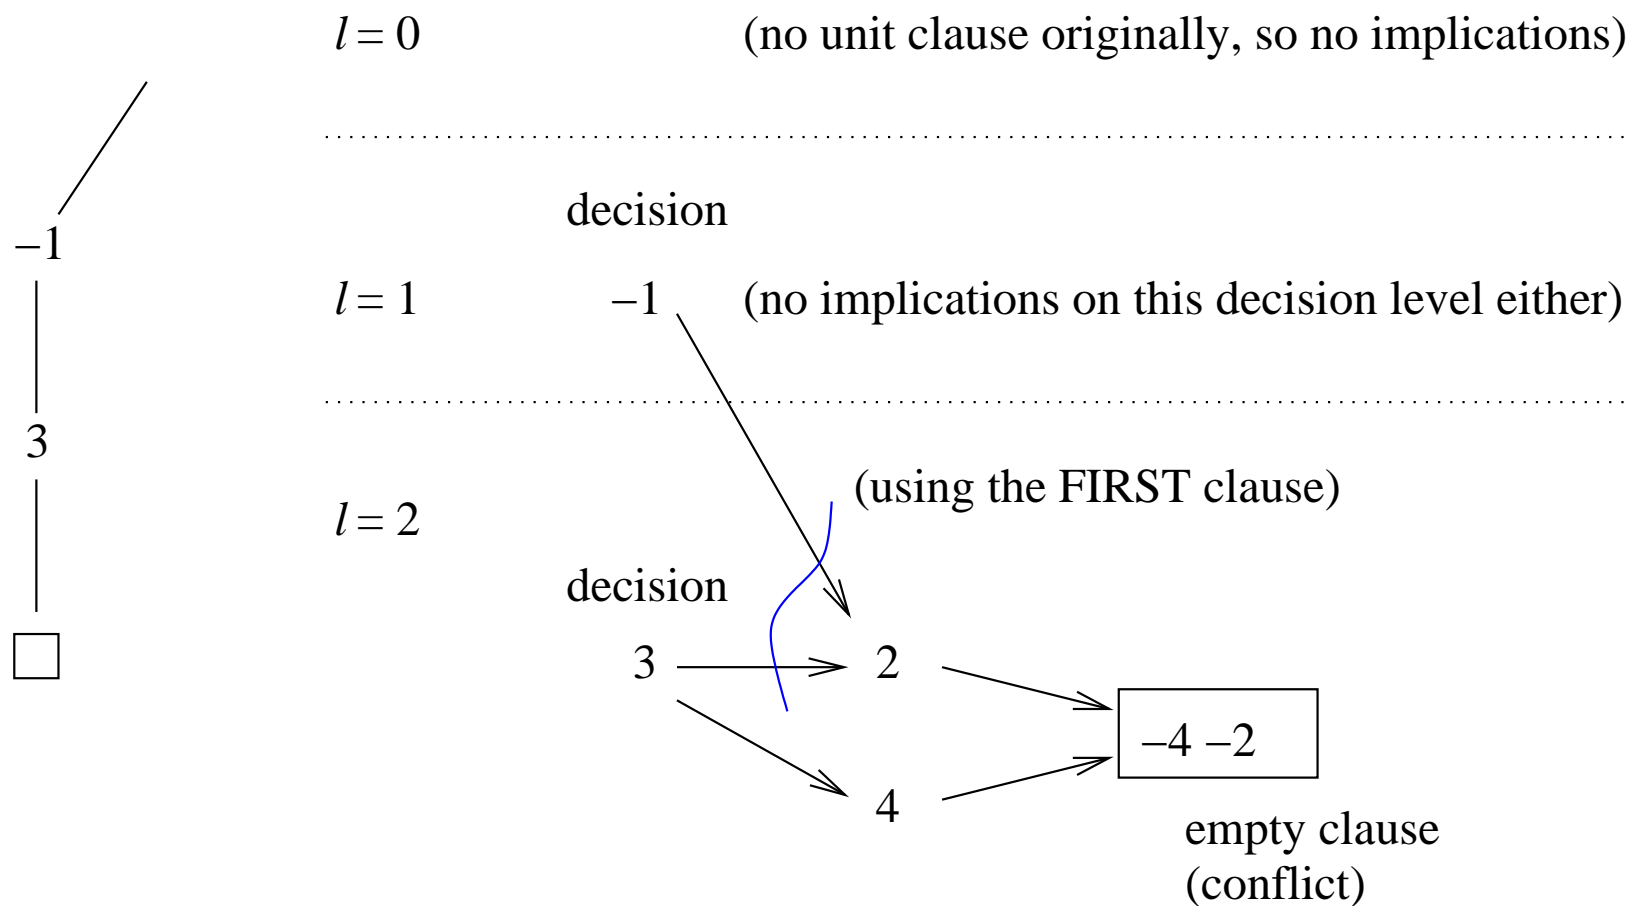 l = 0 (no unit clause originally, so no implications)
decision
−1
l = 1 −1 (no implications on this decision level either)
3
(using the FIRST clause)
l = 2
decision
3 2
−4 −2
4
empty clause
(conflict)